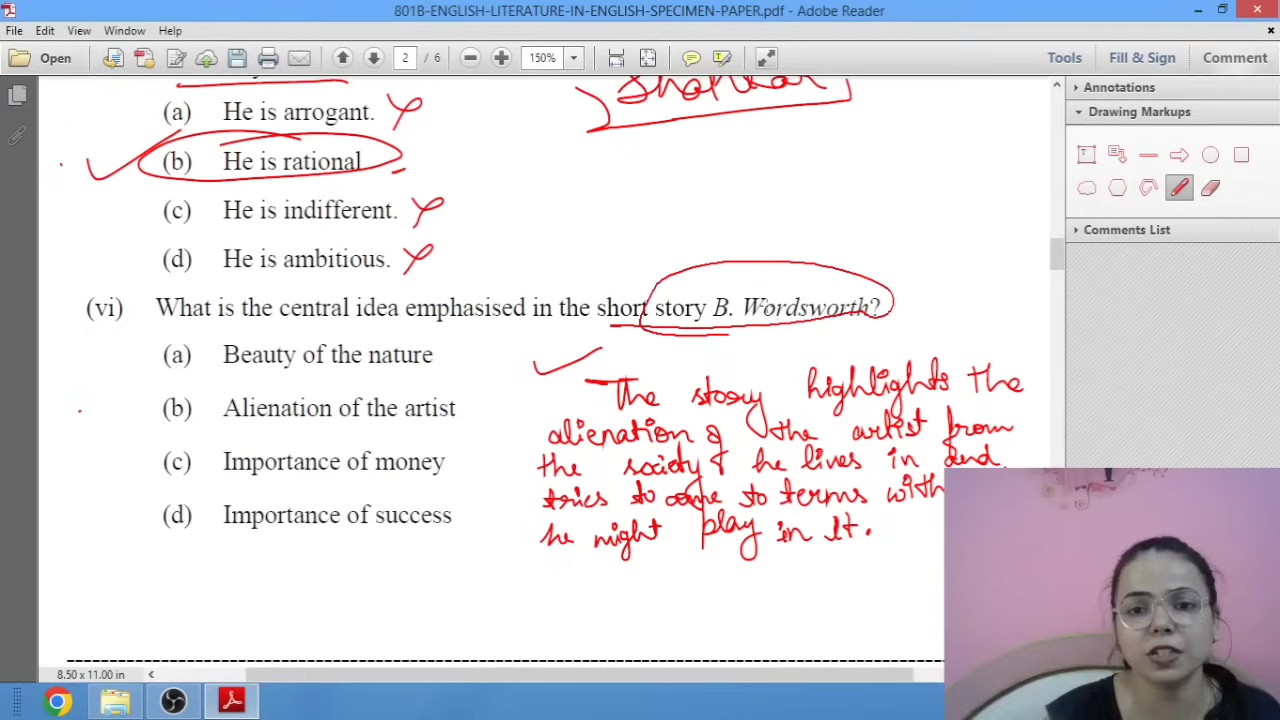 801B-ENGLISH-LITERATURE-IN-ENGLISH-SPECIMEN-PAPER.pdf - Adobe Reader
File Edit View Window Help
Open 2 / 6 150% Tools Fill & Sign Comment
Annotations
Drawing Markups
Comments List
(a) He is arrogant.
(b) He is rational
(c) He is indifferent.
(d) He is ambitious.
(vi) What is the central idea emphasised in the short story B. Wordsworth?
(a) Beauty of the nature
(b) Alienation of the artist
(c) Importance of money
(d) Importance of success
The story highlights the
alienation of the artist from
the society he lives in and
tries to come to terms with
he might play in it.
8.50 x 11.00 in